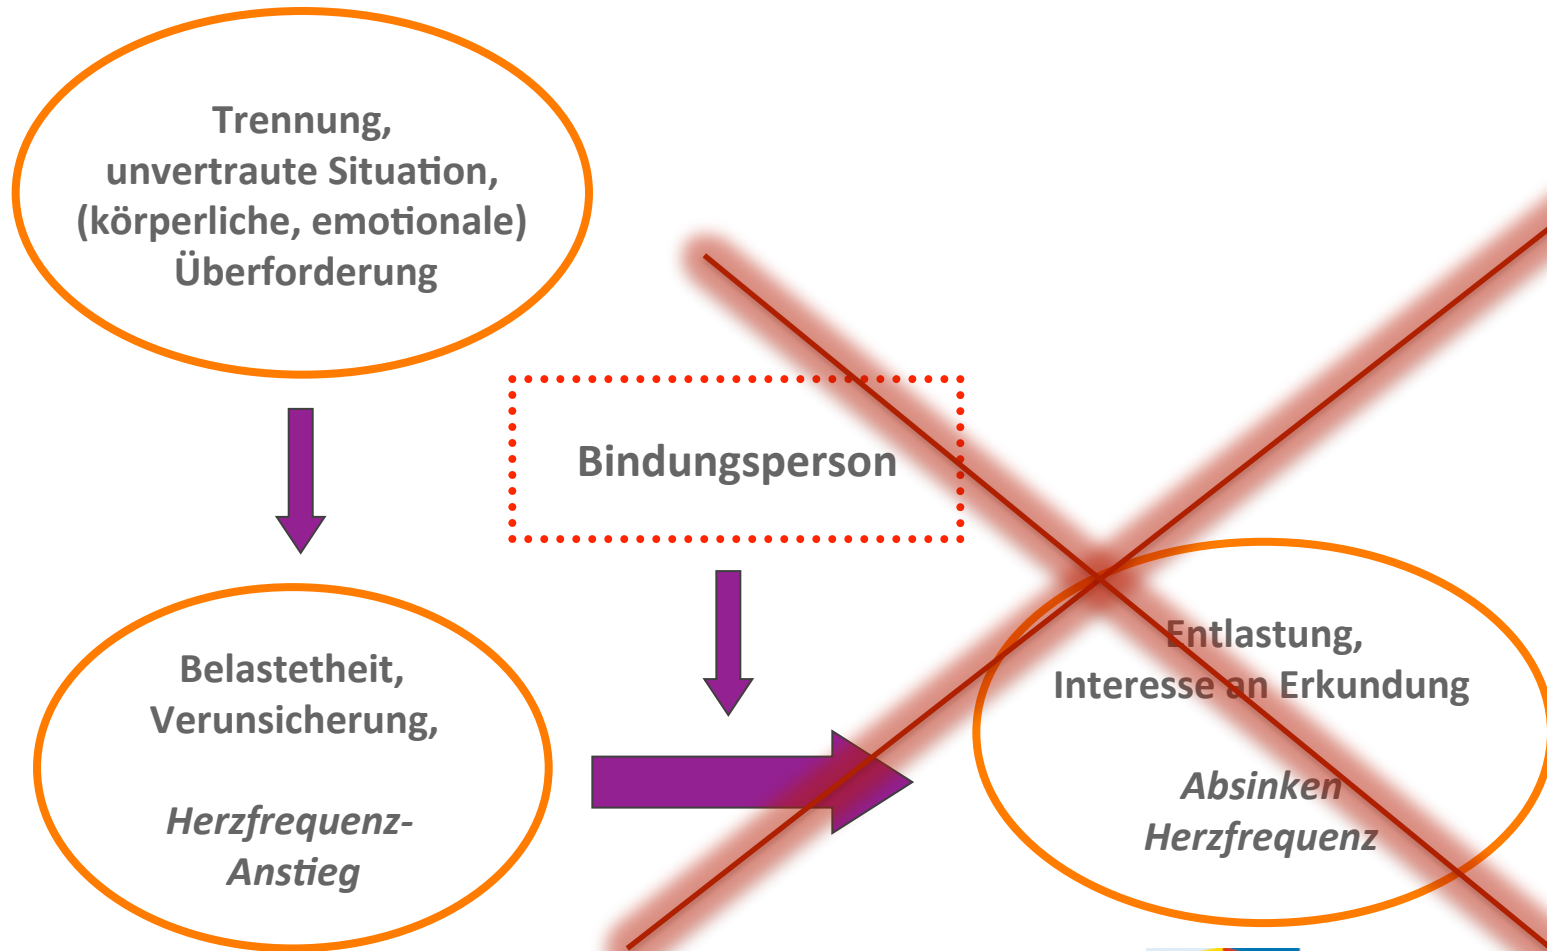 Trennung,
unvertraute Situation,
(körperliche, emotionale)
Überforderung
Bindungsperson
Belastetheit,
Verunsicherung,
Herzfrequenz-
Anstieg
Entlastung,
Interesse an Erkundung
Absinken
Herzfrequenz